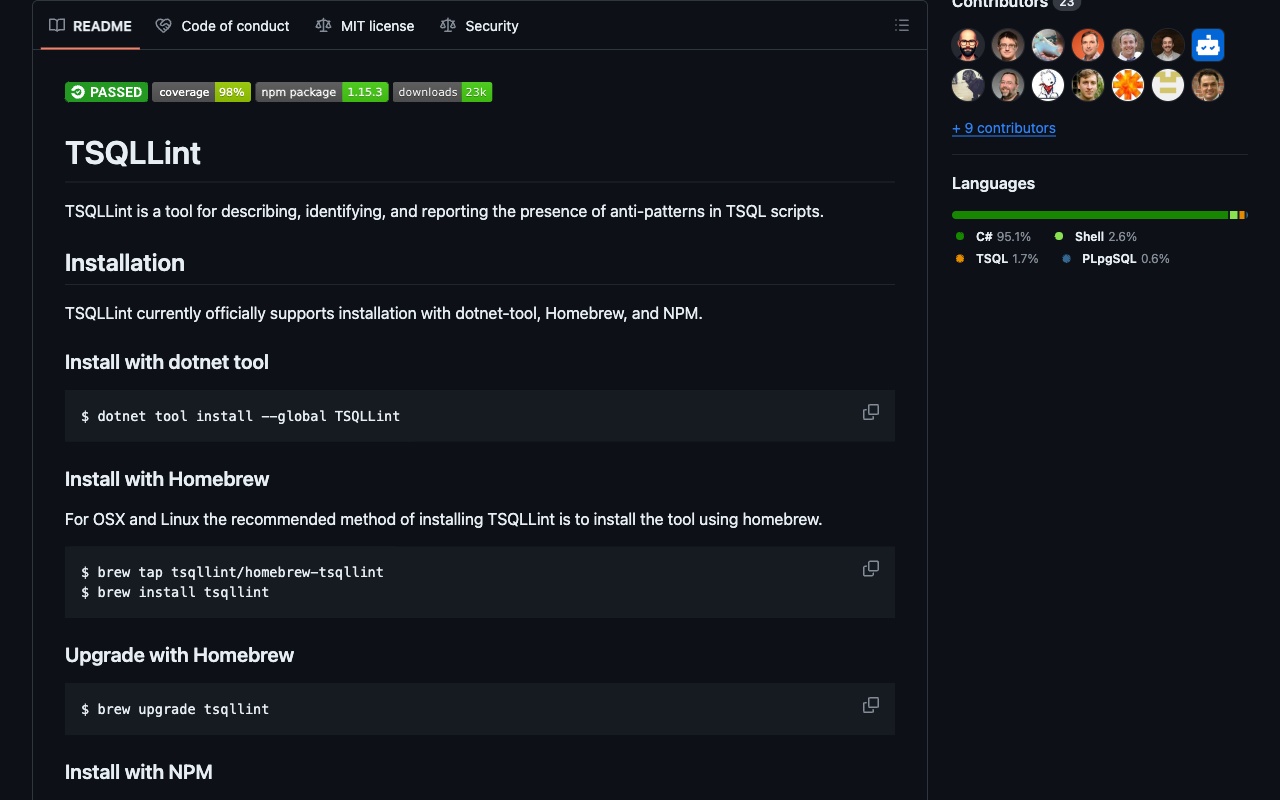 README
Code of conduct
MIT license
Security
PASSED
coverage 98%
npm package 1.15.3
downloads 23k
TSQLLint
TSQLLint is a tool for describing, identifying, and reporting the presence of anti-patterns in TSQL scripts.
Installation
TSQLLint currently officially supports installation with dotnet-tool, Homebrew, and NPM.
Install with dotnet tool
$ dotnet tool install --global TSQLLint
Install with Homebrew
For OSX and Linux the recommended method of installing TSQLLint is to install the tool using homebrew.
$ brew tap tsqllint/homebrew-tsqllint
$ brew install tsqllint
Upgrade with Homebrew
$ brew upgrade tsqllint
Install with NPM
Contributors 23
+ 9 contributors
Languages
C# 95.1%
Shell 2.6%
TSQL 1.7%
PLpgSQL 0.6%